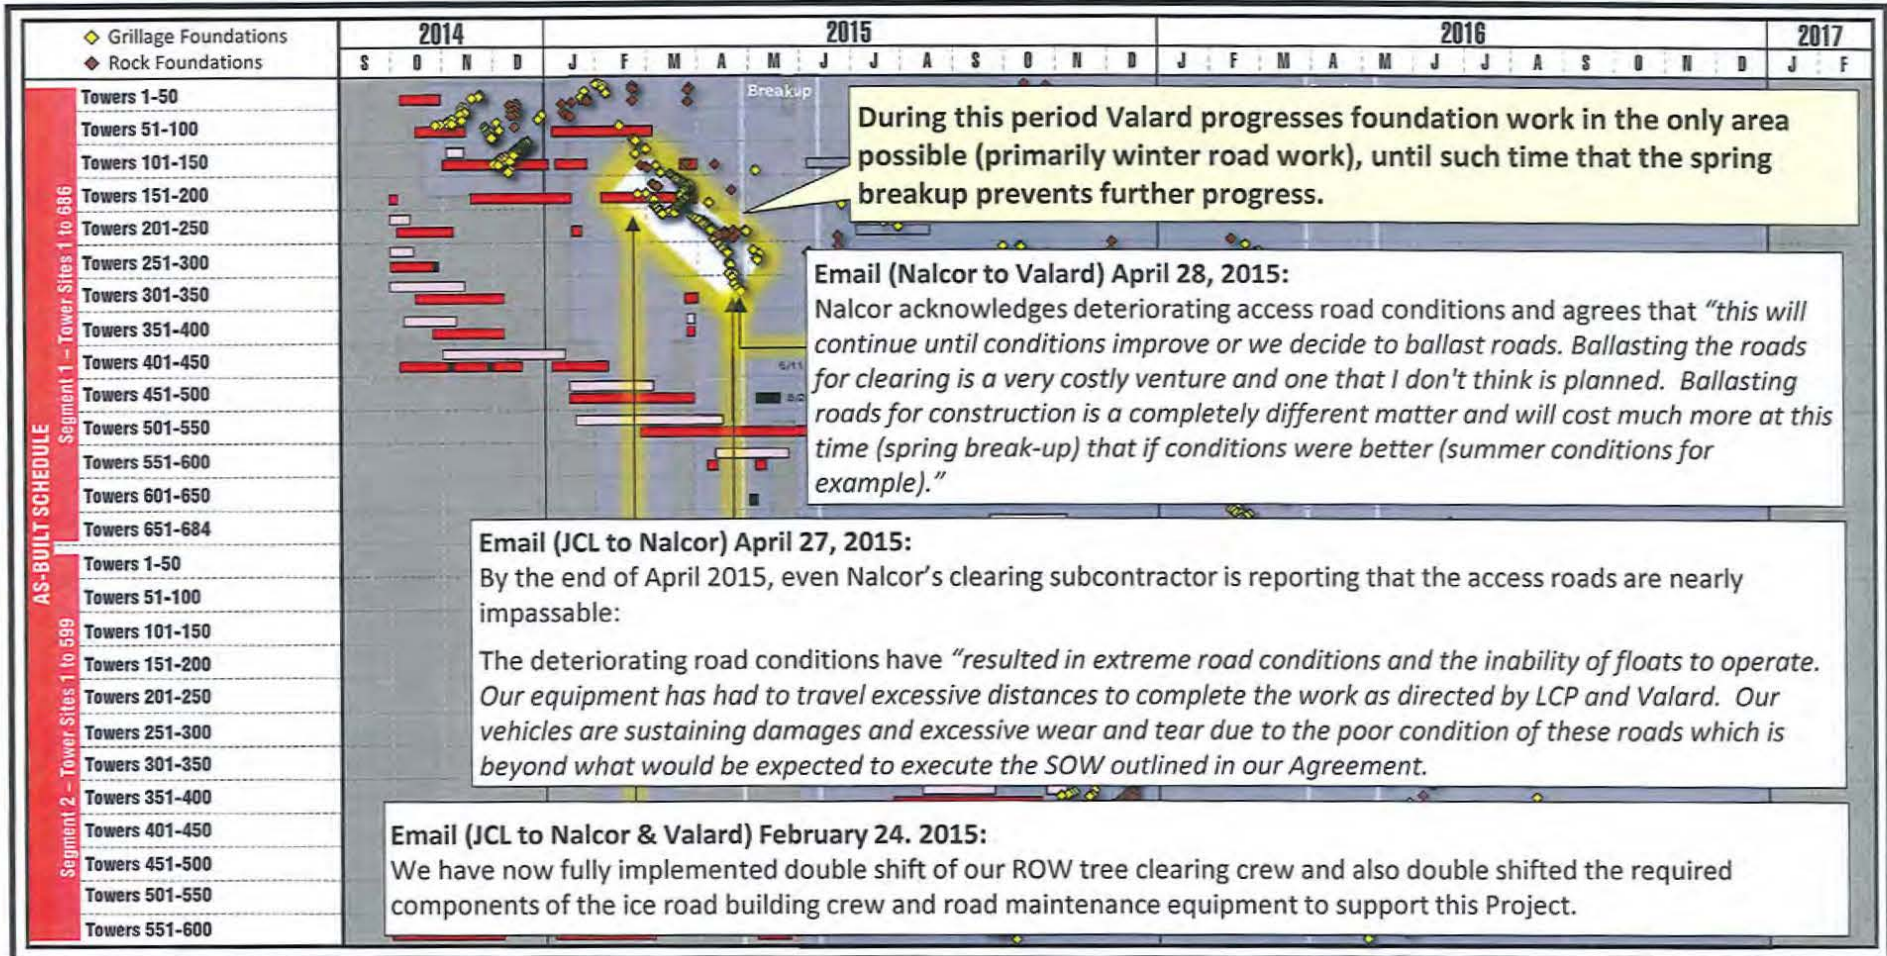 Grillage Foundations
Rock Foundations
2014
2015
2016
2017
S O N D J F M A M J J A S O N D J F M A M J J A S O N D J F
AS-BUILT SCHEDULE
Segment 1 – Tower Sites 1 to 686
Towers 1-50
Towers 51-100
Towers 101-150
Towers 151-200
Towers 201-250
Towers 251-300
Towers 301-350
Towers 351-400
Towers 401-450
Towers 451-500
Towers 501-550
Towers 551-600
Towers 601-650
Towers 651-684
Segment 2 – Tower Sites 1 to 599
Towers 1-50
Towers 51-100
Towers 101-150
Towers 151-200
Towers 201-250
Towers 251-300
Towers 301-350
Towers 351-400
Towers 401-450
Towers 451-500
Towers 501-550
Towers 551-600
Breakup
During this period Valard progresses foundation work in the only area
possible (primarily winter road work), until such time that the spring
breakup prevents further progress.
Email (Nalcor to Valard) April 28, 2015:
Nalcor acknowledges deteriorating access road conditions and agrees that “this will
continue until conditions improve or we decide to ballast roads. Ballasting the roads
for clearing is a very costly venture and one that I don't think is planned. Ballasting
roads for construction is a completely different matter and will cost much more at this
time (spring break-up) that if conditions were better (summer conditions for
example).”
Email (JCL to Nalcor) April 27, 2015:
By the end of April 2015, even Nalcor’s clearing subcontractor is reporting that the access roads are nearly
impassable:
The deteriorating road conditions have “resulted in extreme road conditions and the inability of floats to operate.
Our equipment has had to travel excessive distances to complete the work as directed by LCP and Valard. Our
vehicles are sustaining damages and excessive wear and tear due to the poor condition of these roads which is
beyond what would be expected to execute the SOW outlined in our Agreement.
Email (JCL to Nalcor & Valard) February 24. 2015:
We have now fully implemented double shift of our ROW tree clearing crew and also double shifted the required
components of the ice road building crew and road maintenance equipment to support this Project.